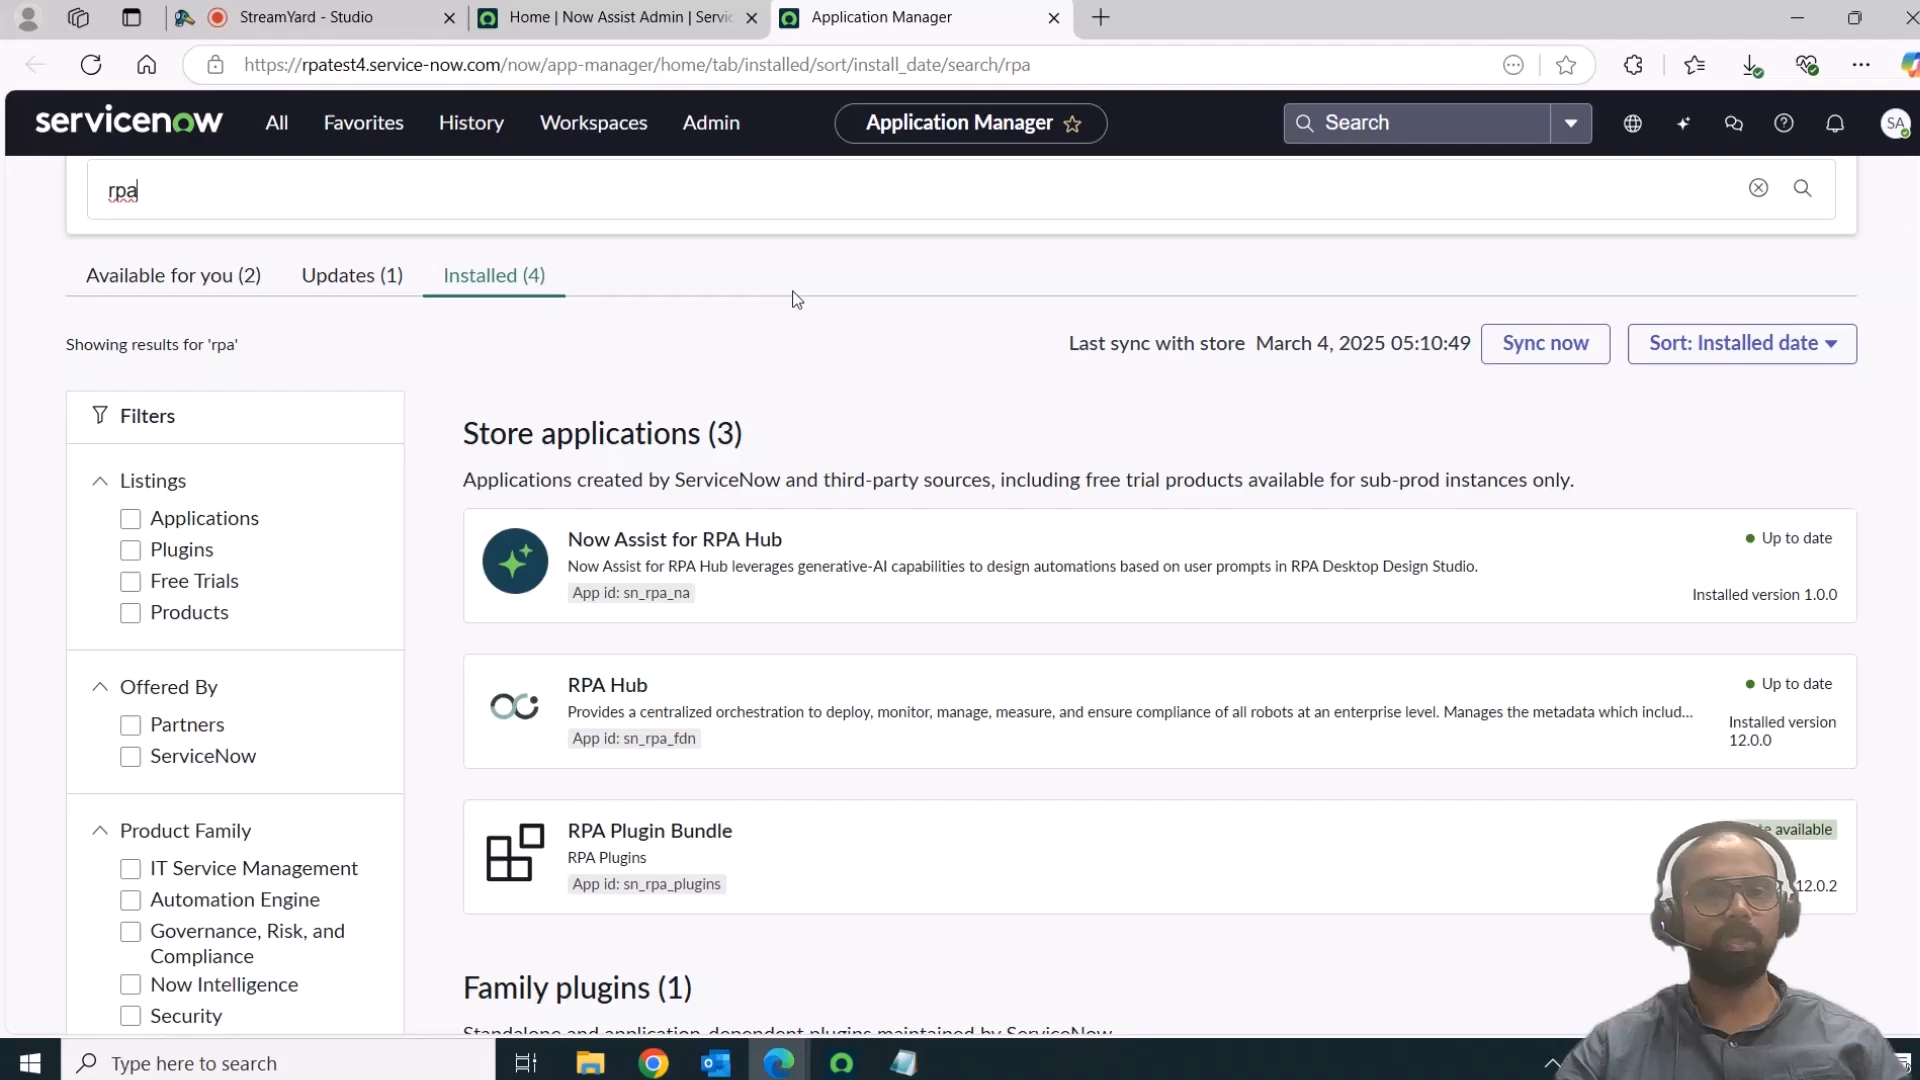 StreamYard - Studio
Home | Now Assist Admin | Servic
Application Manager
https://rpatest4.service-now.com/now/app-manager/home/tab/installed/sort/install_date/search/rpa
servicenow
All
Favorites
History
Workspaces
Admin
Application Manager
Search
SA
rpa
Available for you (2)
Updates (1)
Installed (4)
Showing results for 'rpa'
Last sync with store March 4, 2025 05:10:49
Sync now
Sort: Installed date
Filters
Listings
Applications
Plugins
Free Trials
Products
Offered By
Partners
ServiceNow
Product Family
IT Service Management
Automation Engine
Governance, Risk, and
Compliance
Now Intelligence
Security
Store applications (3)
Applications created by ServiceNow and third-party sources, including free trial products available for sub-prod instances only.
Now Assist for RPA Hub
Up to date
Now Assist for RPA Hub leverages generative-AI capabilities to design automations based on user prompts in RPA Desktop Design Studio.
App id: sn_rpa_na
Installed version 1.0.0
RPA Hub
Up to date
Provides a centralized orchestration to deploy, monitor, manage, measure, and ensure compliance of all robots at an enterprise level. Manages the metadata which includ...
Installed version
12.0.0
App id: sn_rpa_fdn
RPA Plugin Bundle
available
RPA Plugins
App id: sn_rpa_plugins
12.0.2
Family plugins (1)
Standalone and application-dependent plugins maintained by ServiceNow
Type here to search